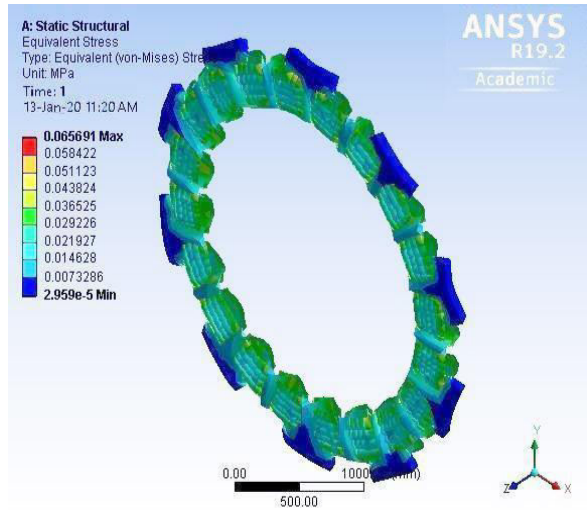 A: Static Structural
Equivalent Stress
Type: Equivalent (von-Mises) Stre
Unit: MPa
Time: 1
13-Jan-20 11:20 AM
0.065691 Max
0.058422
0.051123
0.043824
0.036525
0.029226
0.021927
0.014628
0.0073286
2.959e-5 Min
ANSYS
R19.2
Academic
0.00
500.00
(mm)
Y
Z
X